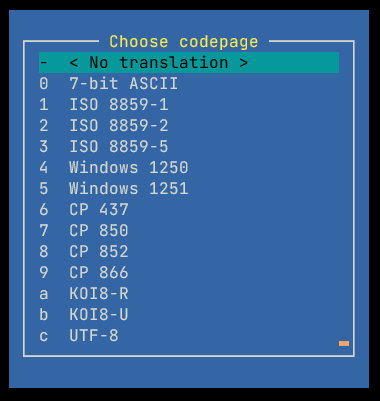 Choose codepage
- < No translation >
0 7-bit ASCII
1 ISO 8859-1
2 ISO 8859-2
3 ISO 8859-5
4 Windows 1250
5 Windows 1251
6 CP 437
7 CP 850
8 CP 852
9 CP 866
a KOI8-R
b KOI8-U
c UTF-8